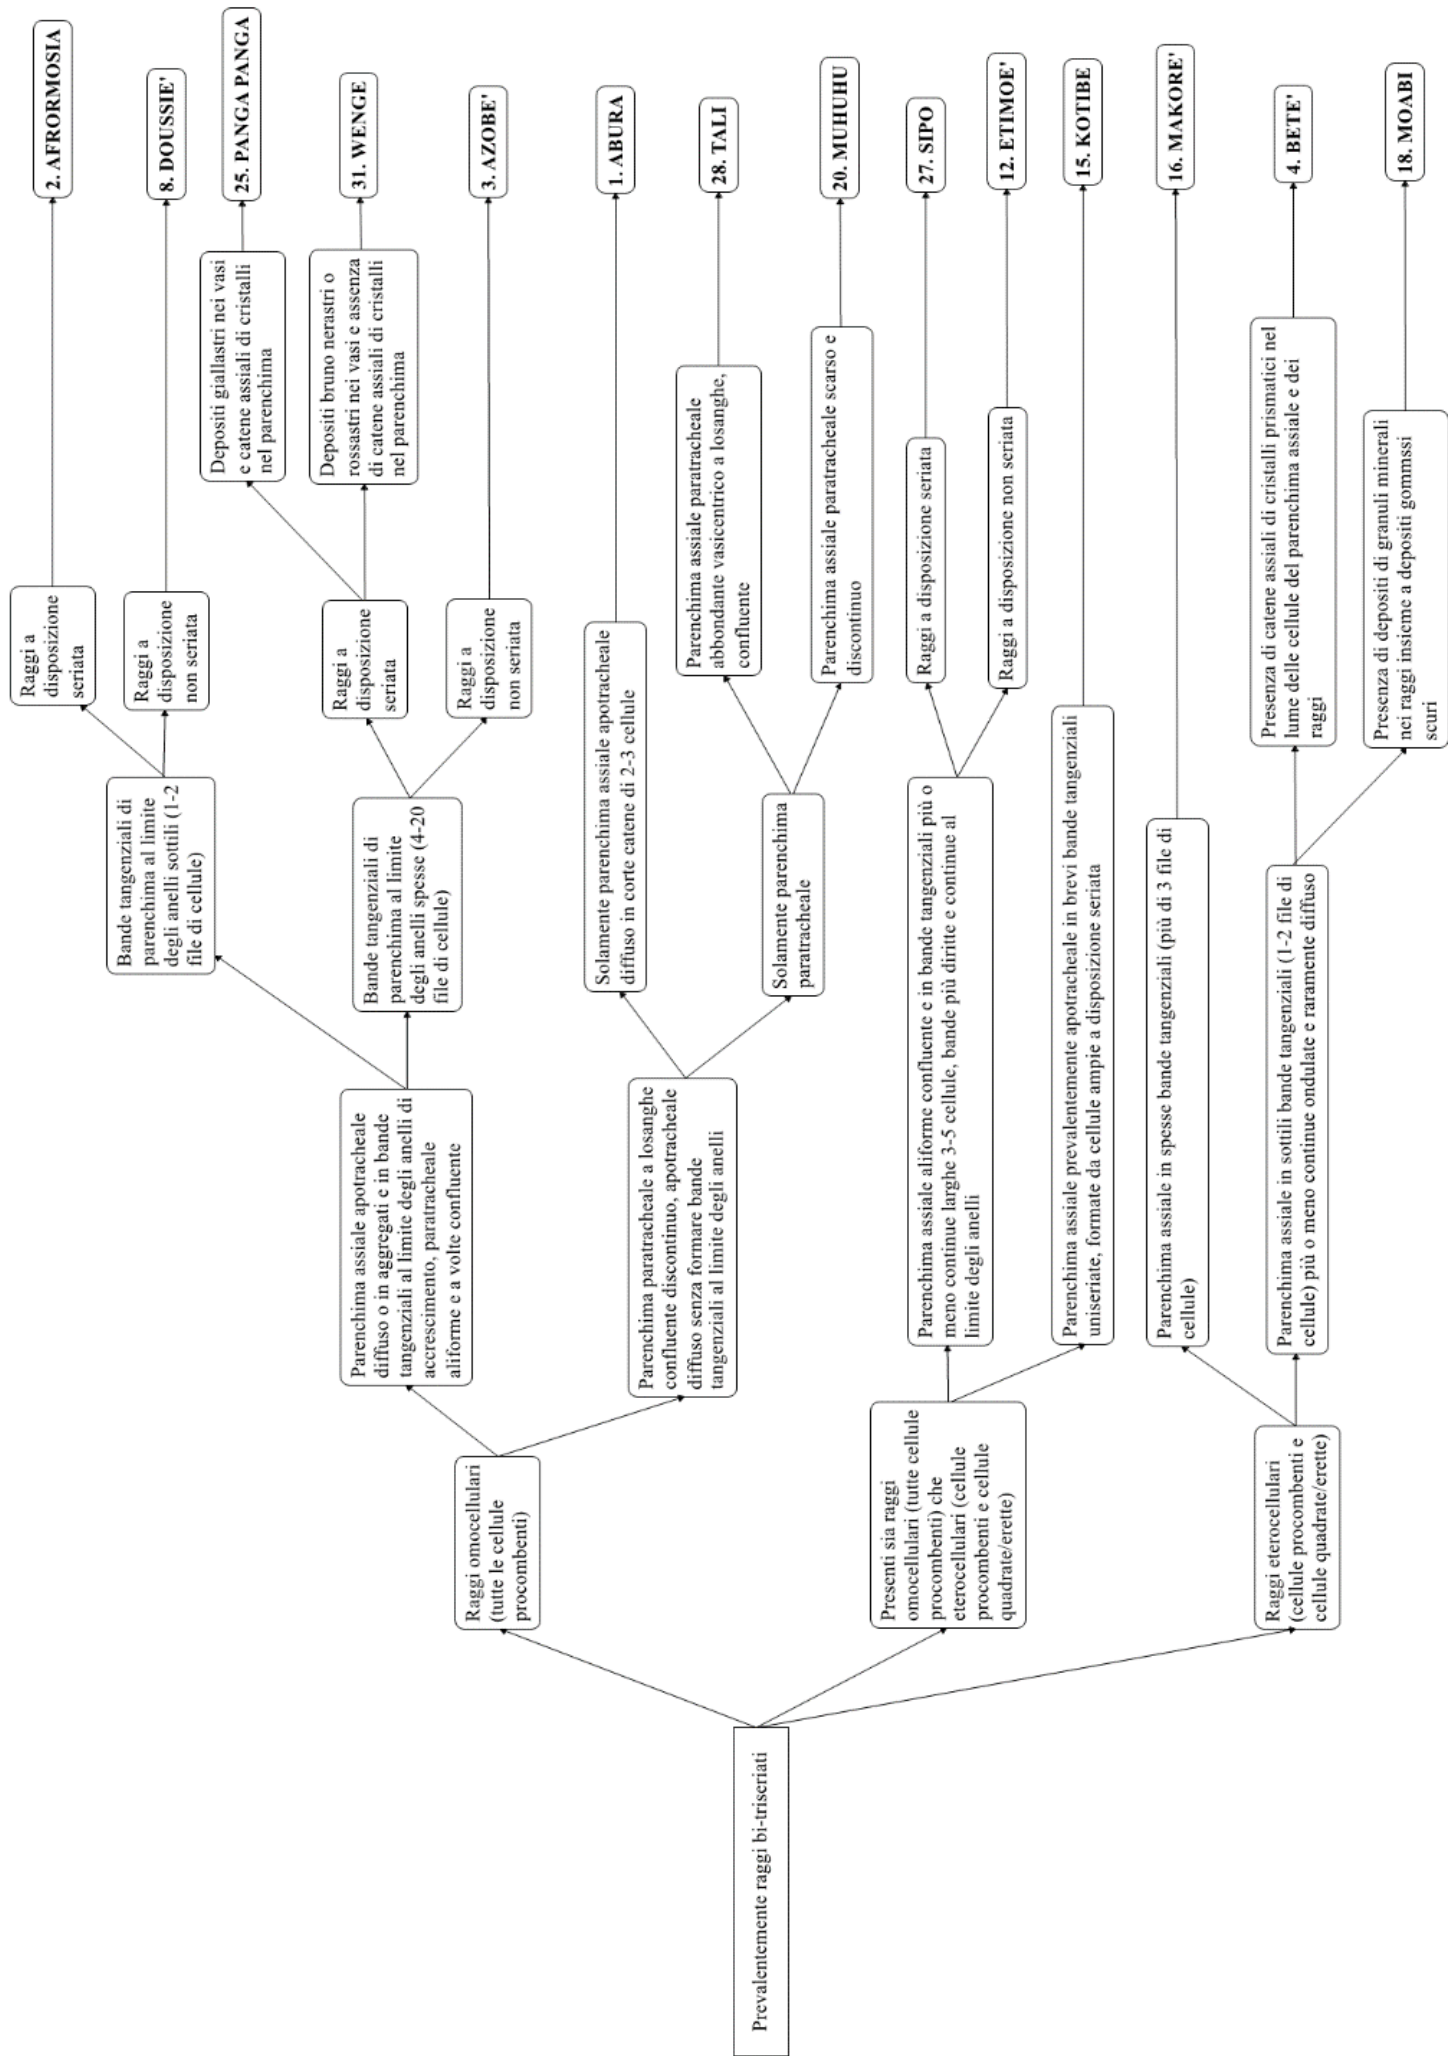 Prevalentemente raggi bi-triseriati
Raggi omocellulari
(tutte le cellule
procombenti)
Presenti sia raggi
omocellulari (tutte cellule
procombenti) che
eterocellulari (cellule
procombenti e cellule
quadrate/erette)
Raggi eterocellulari
(cellule procombenti e
cellule quadrate/erette)
Parenchima assiale apotracheale
diffuso o in aggregati e in bande
tangenziali al limite degli anelli di
accrescimento, paratracheale
aliforme e a volte confluente
Parenchima paratracheale a losanghe
confluente discontinuo, apotracheale
diffuso senza formare bande
tangenziali al limite degli anelli
Parenchima assiale aliforme confluente e in bande tangenziali più o
meno continue larghe 3-5 cellule, bande più diritte e continue al
limite degli anelli
Parenchima assiale prevalentemente apotracheale in brevi bande tangenziali
uniseriate, formate da cellule ampie a disposizione seriata
Parenchima assiale in spesse bande tangenziali (più di 3 file di
cellule)
Parenchima assiale in sottili bande tangenziali (1-2 file di
cellule) più o meno continue ondulate e raramente diffuso
Bande tangenziali di
parenchima al limite
degli anelli sottili (1-2
file di cellule)
Bande tangenziali di
parenchima al limite
degli anelli spesse (4-20
file di cellule)
Solamente parenchima assiale apotracheale
diffuso in corte catene di 2-3 cellule
Solamente parenchima
paratracheale
Raggi a
disposizione
seriata
Raggi a
disposizione
non seriata
Raggi a
disposizione
seriata
Raggi a
disposizione
non seriata
Parenchima assiale paratracheale
abbondante vasicentrico a losanghe,
confluente
Parenchima assiale paratracheale scarso e
discontinuo
Raggi a disposizione seriata
Raggi a disposizione non seriata
Presenza di catene assiali di cristalli prismatici nel
lume delle cellule del parenchima assiale e dei
raggi
Presenza di depositi di granuli minerali
nei raggi insieme a depositi gommssi
scuri
Depositi giallastri nei vasi
e catene assiali di cristalli
nel parenchima
Depositi bruno nerastri o
rossastri nei vasi e assenza
di catene assiali di cristalli
nel parenchima
2. AFRORMOSIA
8. DOUSSIE'
25. PANGA PANGA
31. WENGE
3. AZOBE'
1. ABURA
28. TALI
20. MUHUHU
27. SIPO
12. ETIMOE'
15. KOTIBE
16. MAKORE'
4. BETE'
18. MOABI